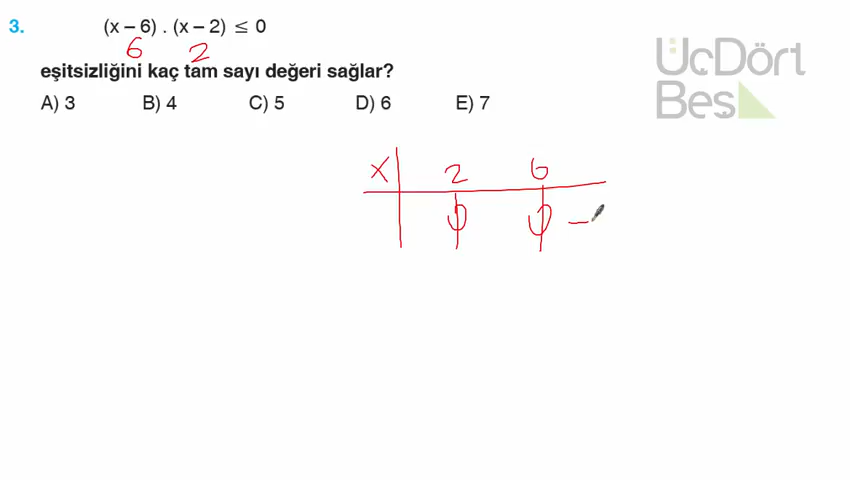 3. (x – 6) . (x – 2) ≤ 0
6 2
eşitsizliğini kaç tam sayı değeri sağlar?
A) 3 B) 4 C) 5 D) 6 E) 7
ÜçDört
Beş
x 2 6